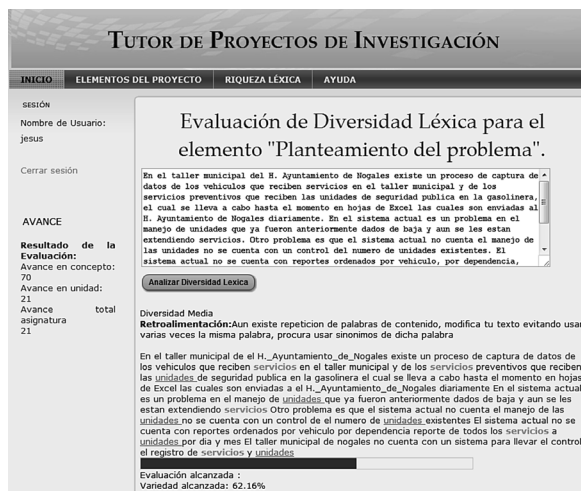 TUTOR DE PROYECTOS DE INVESTIGACIÓN
INICIO ELEMENTOS DEL PROYECTO RIQUEZA LÉXICA AYUDA
SESIÓN
Nombre de Usuario:
jesus
Cerrar sesión
AVANCE
Resultado de la
Evaluación:
Avance en concepto:
70
Avance en unidad:
21
Avance total
asignatura
21
Evaluación de Diversidad Léxica para el
elemento "Planteamiento del problema".
En el taller municipal del H. Ayuntamiento de Nogales existe un proceso de captura de
datos de los vehiculos que reciben servicios en el taller municipal y de los
servicios preventivos que reciben las unidades de seguridad publica en la gasolinera,
el cual se lleva a cabo hasta el momento en hojas de Excel las cuales son enviadas al
H. Ayuntamiento de Nogales diariamente. En el sistema actual es un problema en el
manejo de unidades que ya fueron anteriormente dados de baja y aun se les estan
extendiendo servicios. Otro problema es que el sistema actual no cuenta el manejo de
las unidades no se cuenta con un control del numero de unidades existentes. El
sistema actual no se cuenta con reportes ordenados por vehiculo, por dependencia,
Analizar Diversidad Lexica
Diversidad Media
Retroalimentación:Aun existe repeticion de palabras de contenido, modifica tu texto evitando usar
varias veces la misma palabra, procura usar sinonimos de dicha palabra
En el taller municipal de el H._Ayuntamiento_de_Nogales existe un proceso de captura de datos de
los vehiculos que reciben servicios en el taller municipal y de los servicios preventivos que reciben
las unidades de seguridad publica en la gasolinera el cual se lleva a cabo hasta el momento en hojas
de Excel las cuales son enviadas a el H._Ayuntamiento_de_Nogales diariamente En el sistema actual
es un problema en el manejo de unidades que ya fueron anteriormente dados de baja y aun se les
estan extendiendo servicios Otro problema es que el sistema actual no cuenta el manejo de las
unidades no se cuenta con un control de el numero de unidades existentes El sistema actual no se
cuenta con reportes ordenados por vehiculo por dependencia reporte de todos los servicios a
unidades por dia y mes El taller municipal de nogales no cuenta con un sistema para llevar el control
el registro de servicios y unidades
Evaluación alcanzada :
Variedad alcanzada: 62.16%